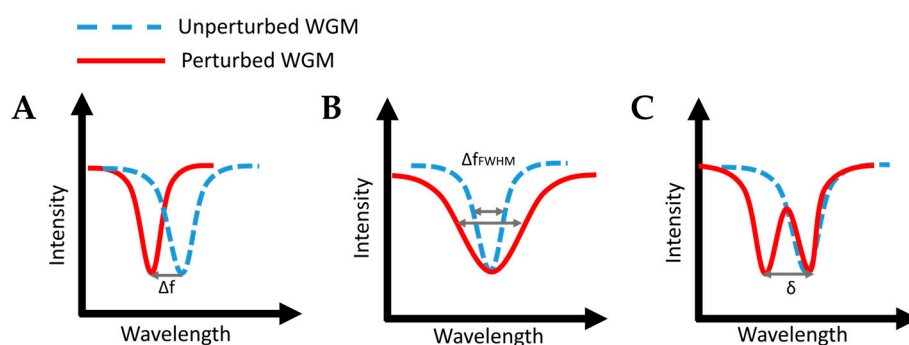 Unperturbed WGM
Perturbed WGM
A
B
C
Intensity
Δf
Wavelength
Intensity
ΔfFWHM
Wavelength
Intensity
δ
Wavelength